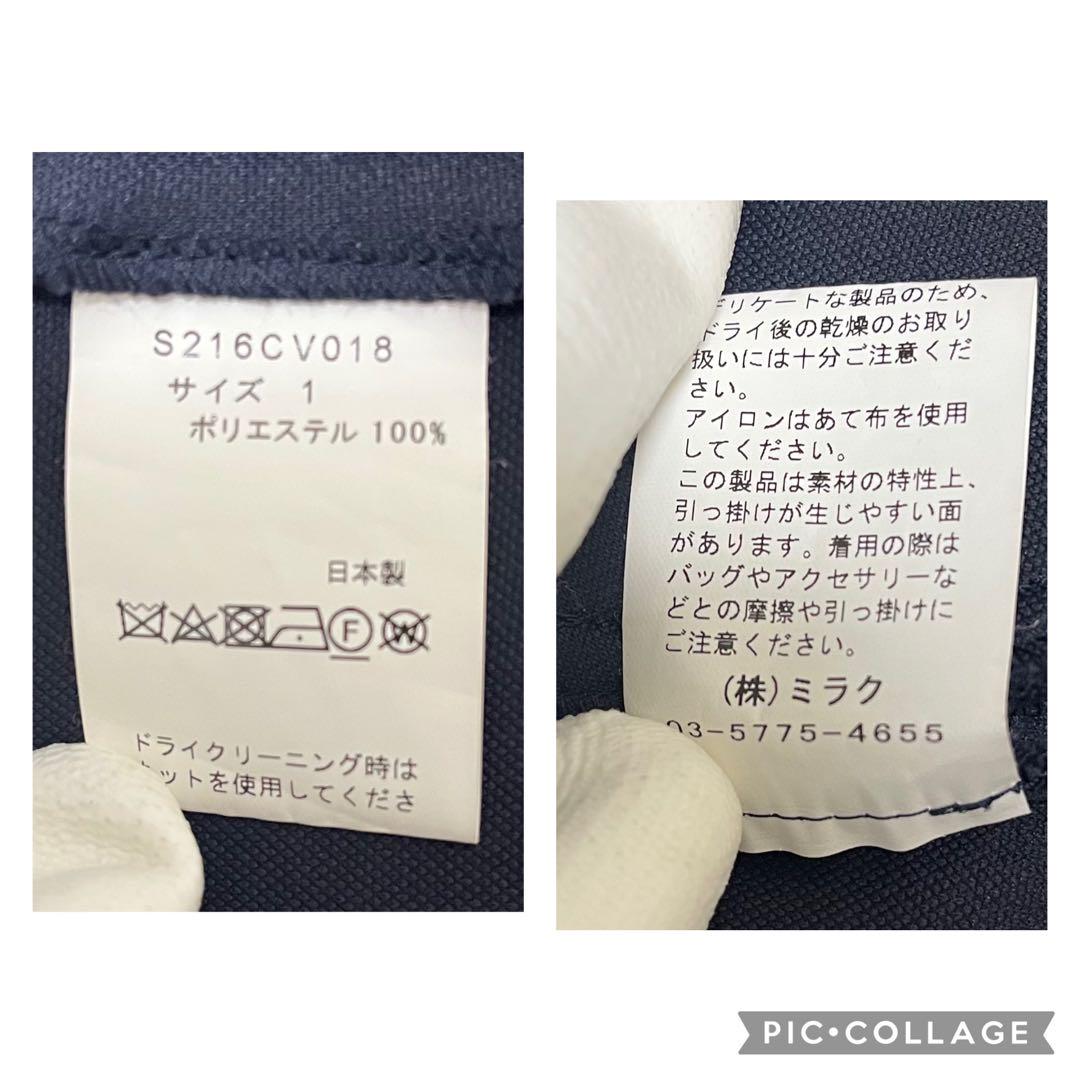 S216CV018
サイズ 1
ポリエステル 100%
日本製
F
W
ドライクリーニング時は
ットを使用してくださ
デリケートな製品のため、
ドライ後の乾燥のお取り
扱いには十分ご注意くだ
さい。
アイロンはあて布を使用
してください。
この製品は素材の特性上、
引っ掛けが生じやすい面
があります。着用の際は
バッグやアクセサリーな
どとの摩擦や引っ掛けに
ご注意ください。
(株)ミラク
03-5775-4655
PIC•COLLAGE